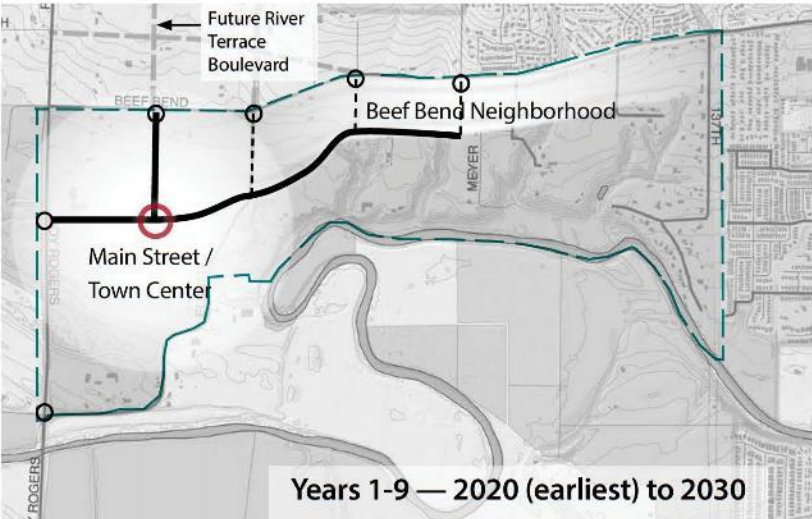 Future River
Terrace
Boulevard
BEEF BEND
Beef Bend Neighborhood
137TH
MEYER
Y ROGERS
Main Street /
Town Center
Y ROGERS
Years 1-9 — 2020 (earliest) to 2030